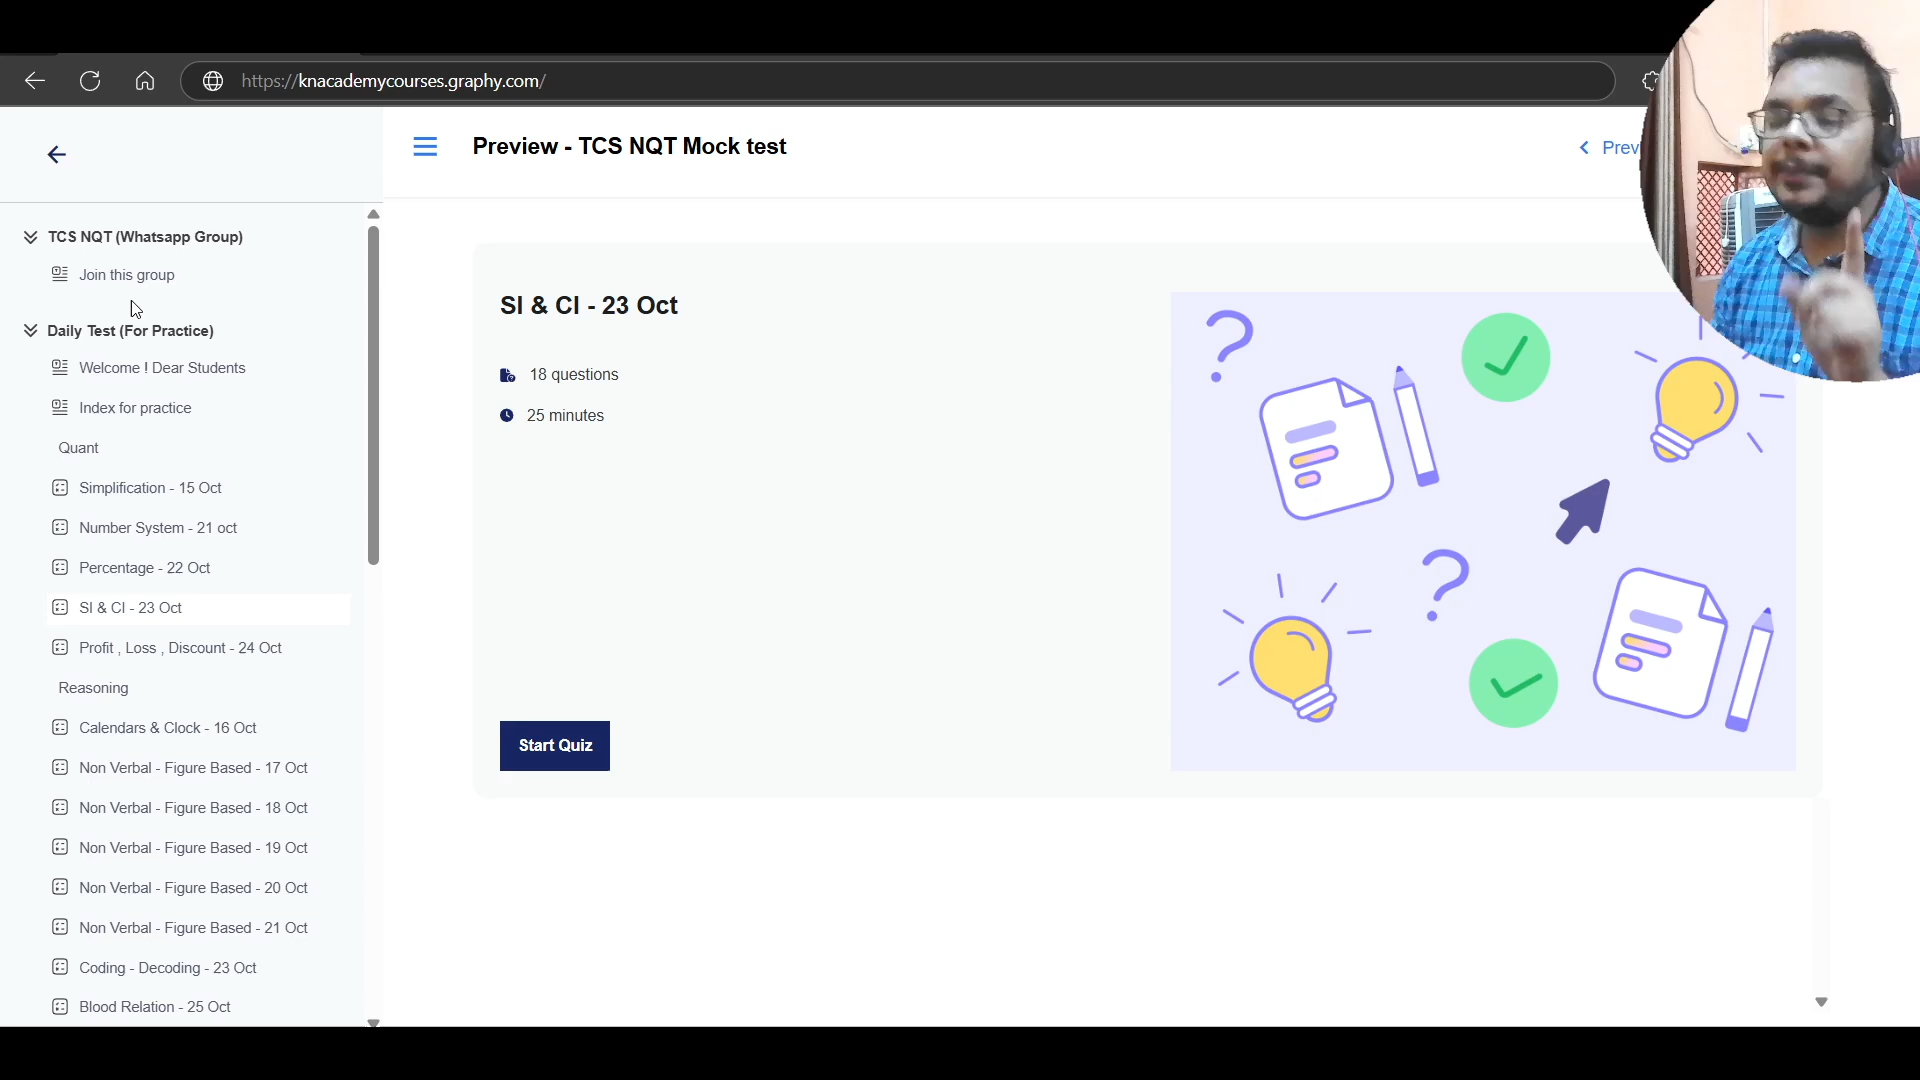 https://knacademycourses.graphy.com/
Preview - TCS NQT Mock test
TCS NQT (Whatsapp Group)
Join this group
Daily Test (For Practice)
Welcome ! Dear Students
Index for practice
Quant
Simplification - 15 Oct
Number System - 21 oct
Percentage - 22 Oct
SI & CI - 23 Oct
Profit , Loss , Discount - 24 Oct
Reasoning
Calendars & Clock - 16 Oct
Non Verbal - Figure Based - 17 Oct
Non Verbal - Figure Based - 18 Oct
Non Verbal - Figure Based - 19 Oct
Non Verbal - Figure Based - 20 Oct
Non Verbal - Figure Based - 21 Oct
Coding - Decoding - 23 Oct
Blood Relation - 25 Oct
SI & CI - 23 Oct
18 questions
25 minutes
Start Quiz